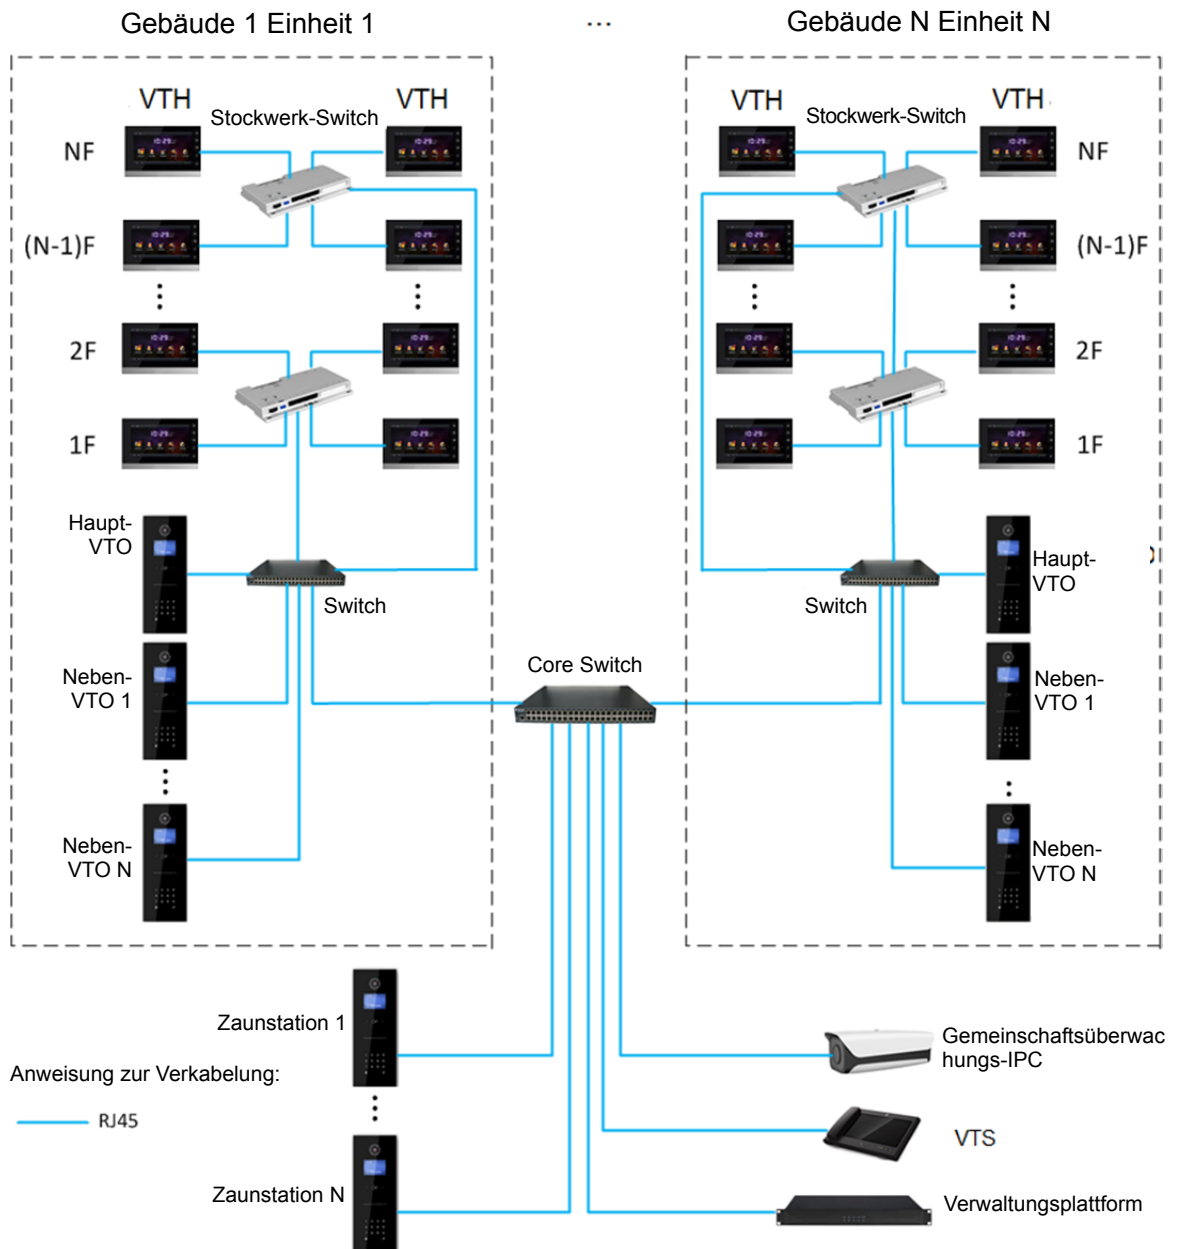 Gebäude 1 Einheit 1
...
Gebäude N Einheit N
VTH
VTH
Stockwerk-Switch
NF
(N-1)F
2F
1F
Haupt-
VTO
Switch
Neben-
VTO 1
Neben-
VTO N
VTH
VTH
Stockwerk-Switch
NF
(N-1)F
2F
1F
Haupt-
VTO
Switch
Neben-
VTO 1
Neben-
VTO N
Core Switch
Zaunstation 1
Zaunstation N
Anweisung zur Verkabelung:
RJ45
Gemeinschaftsüberwac
hungs-IPC
VTS
Verwaltungsplattform